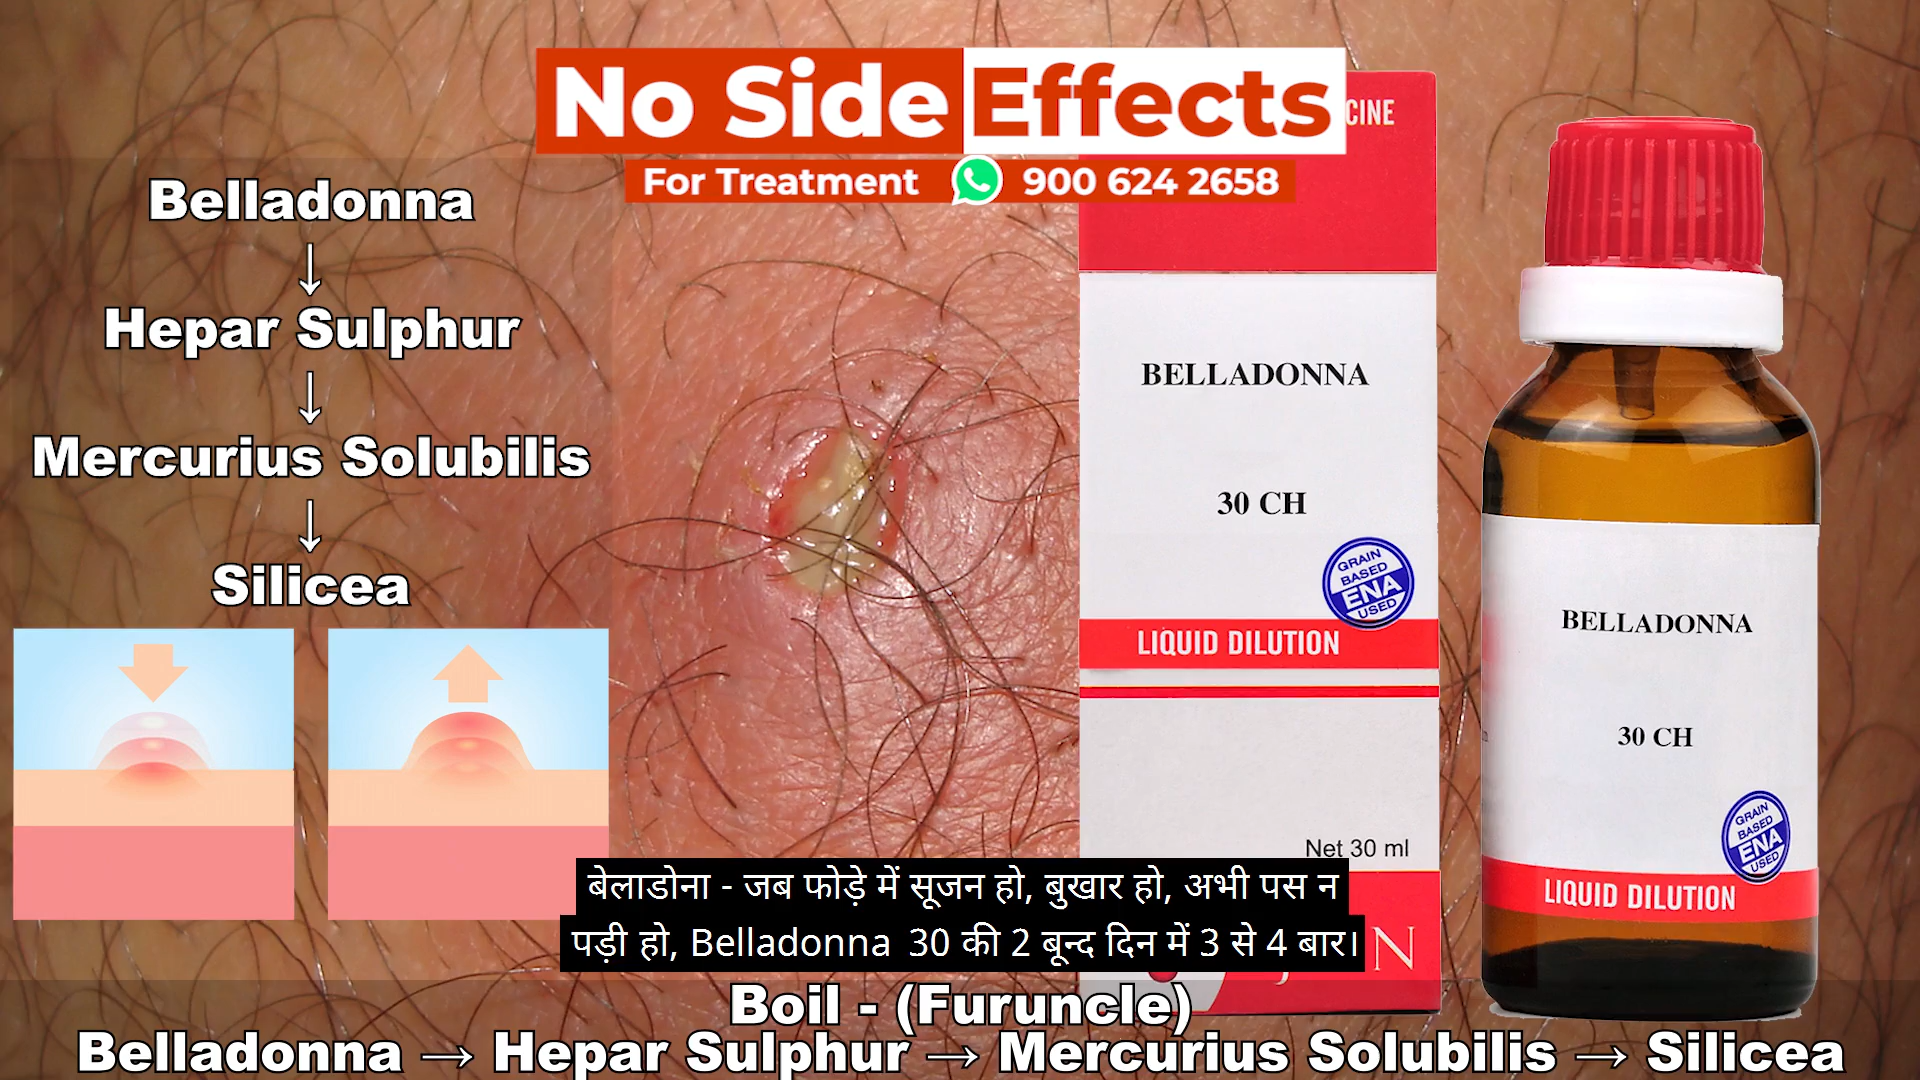 No Side Effects
For Treatment 900 624 2658
CINE
Belladonna
↓
Hepar Sulphur
↓
Mercurius Solubilis
↓
Silicea
BELLADONNA
30 CH
GRAIN
BASED
ENA
USED
LIQUID DILUTION
Net 30 ml
N
BELLADONNA
30 CH
GRAIN
BASED
ENA
USED
LIQUID DILUTION
बेलाडोना - जब फोड़े में सूजन हो, बुखार हो, अभी पस न
पड़ी हो, Belladonna 30 की 2 बून्द दिन में 3 से 4 बार।
Boil - (Furuncle)
Belladonna → Hepar Sulphur → Mercurius Solubilis → Silicea